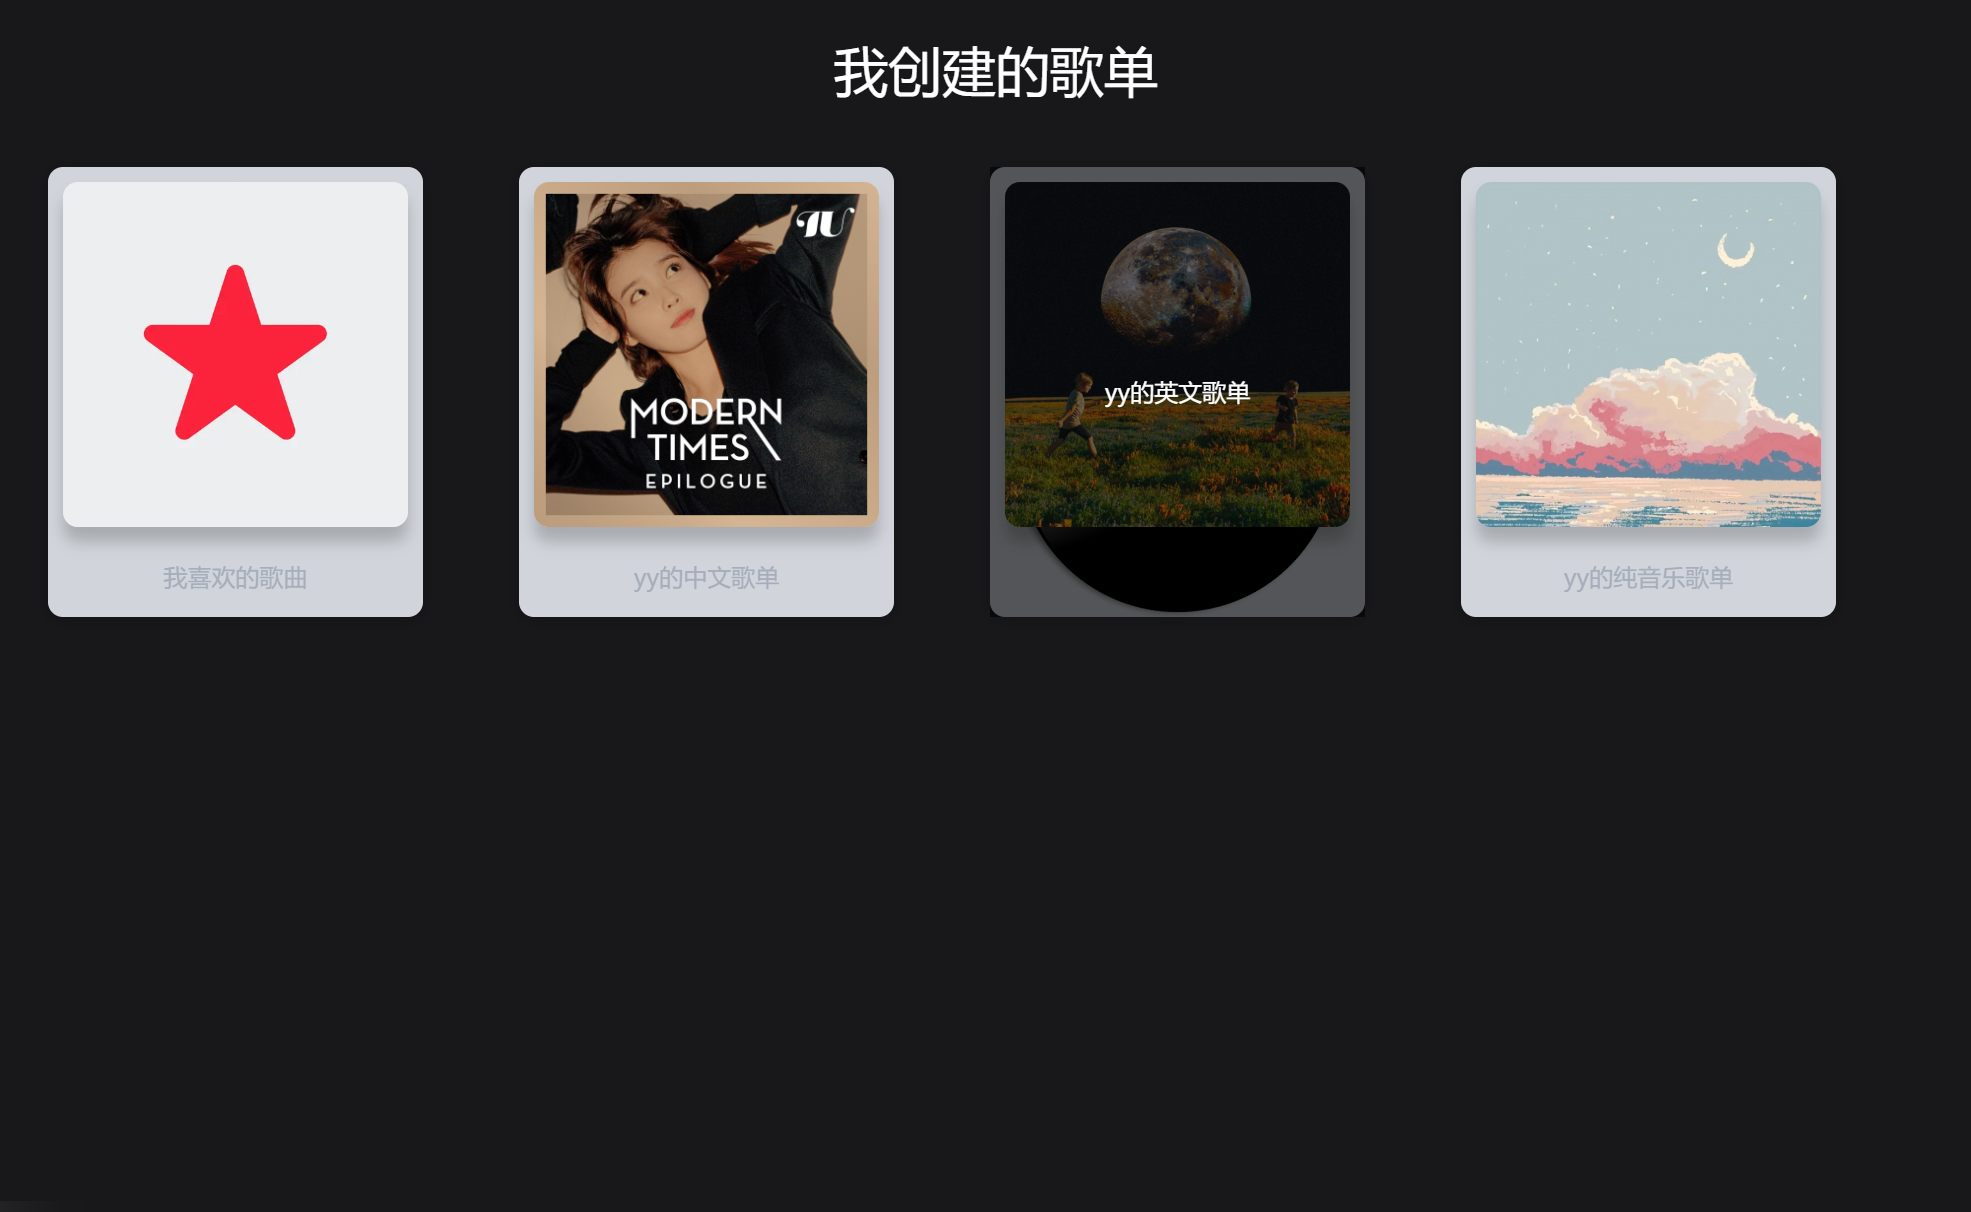 我创建的歌单
IU
MODERN
TIMES
EPILOGUE
yy的英文歌单
我喜欢的歌曲
yy的中文歌单
yy的纯音乐歌单